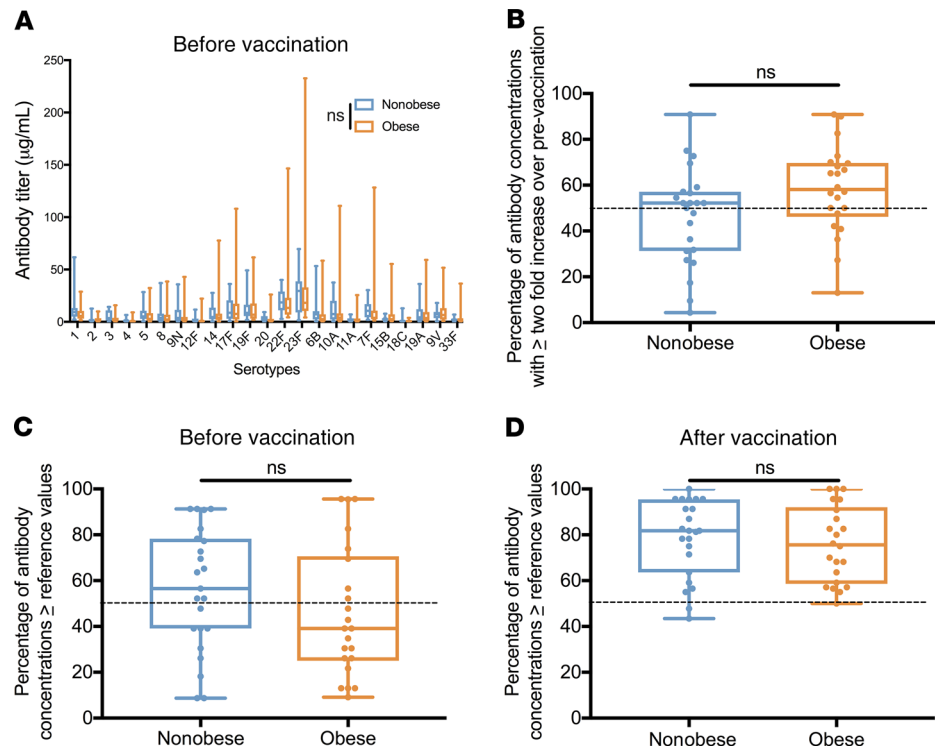 A
Before vaccination
Antibody titer (μg/mL)
250
200
150
100
50
0
ns
Nonobese
Obese
1
2
3
4
5
8
9N
12F
14
17F
19F
20
22F
23F
6B
10A
11A
7F
15B
18C
19A
9V
33F
Serotypes
B
Percentage of antibody concentrations
with ≥ two fold increase over pre-vaccination
ns
100
80
60
40
20
0
Nonobese
Obese
C
Before vaccination
Percentage of antibody
concentrations ≥ reference values
ns
100
80
60
40
20
0
Nonobese
Obese
D
After vaccination
Percentage of antibody
concentrations ≥ reference values
ns
100
80
60
40
20
0
Nonobese
Obese